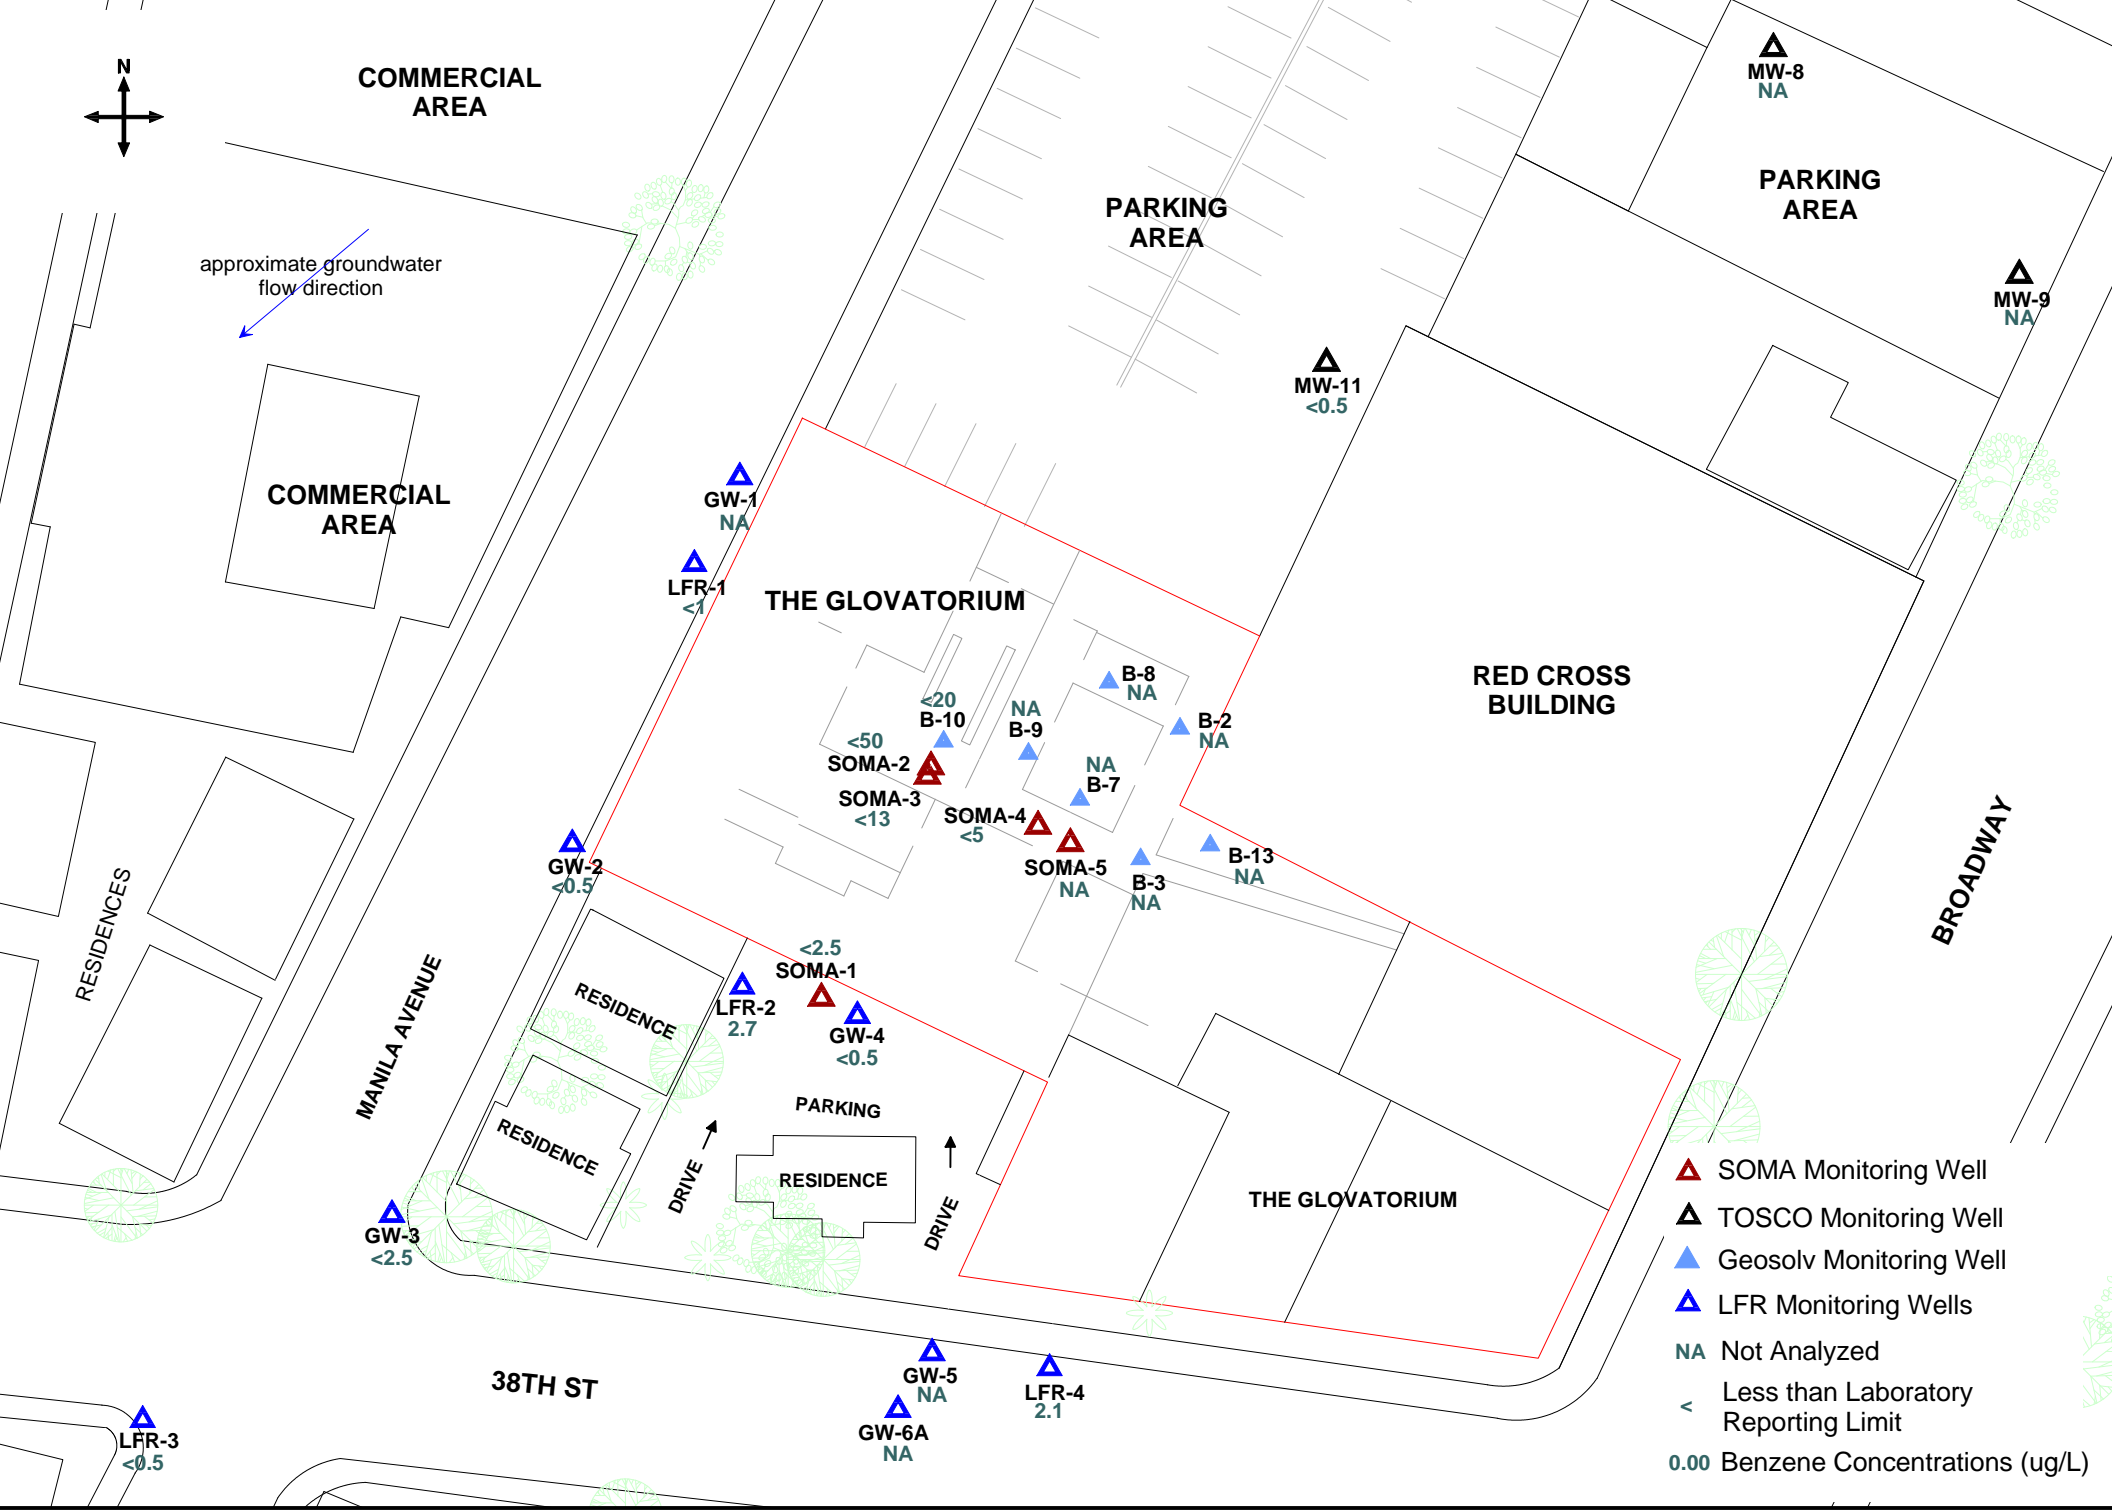 N
COMMERCIAL
AREA
MW-8
NA
PARKING
AREA
PARKING
AREA
approximate groundwater
flow direction
MW-9
NA
MW-11
<0.5
COMMERCIAL
AREA
GW-1
NA
LFR-1
<1
THE GLOVATORIUM
RED CROSS
BUILDING
B-8
NA
<20
B-10
NA
B-9
B-2
NA
<50
SOMA-2
NA
B-7
SOMA-3
<13
SOMA-4
<5
GW-2
<0.5
SOMA-5
NA
B-3
NA
B-13
NA
BROADWAY
RESIDENCES
MANILA AVENUE
<2.5
SOMA-1
RESIDENCE
LFR-2
2.7
GW-4
<0.5
PARKING
RESIDENCE
DRIVE
RESIDENCE
DRIVE
THE GLOVATORIUM
GW-3
<2.5
38TH ST
GW-5
NA
LFR-4
2.1
GW-6A
NA
LFR-3
<0.5
SOMA Monitoring Well
TOSCO Monitoring Well
Geosolv Monitoring Well
LFR Monitoring Wells
NA Not Analyzed
< Less than Laboratory
Reporting Limit
0.00 Benzene Concentrations (ug/L)